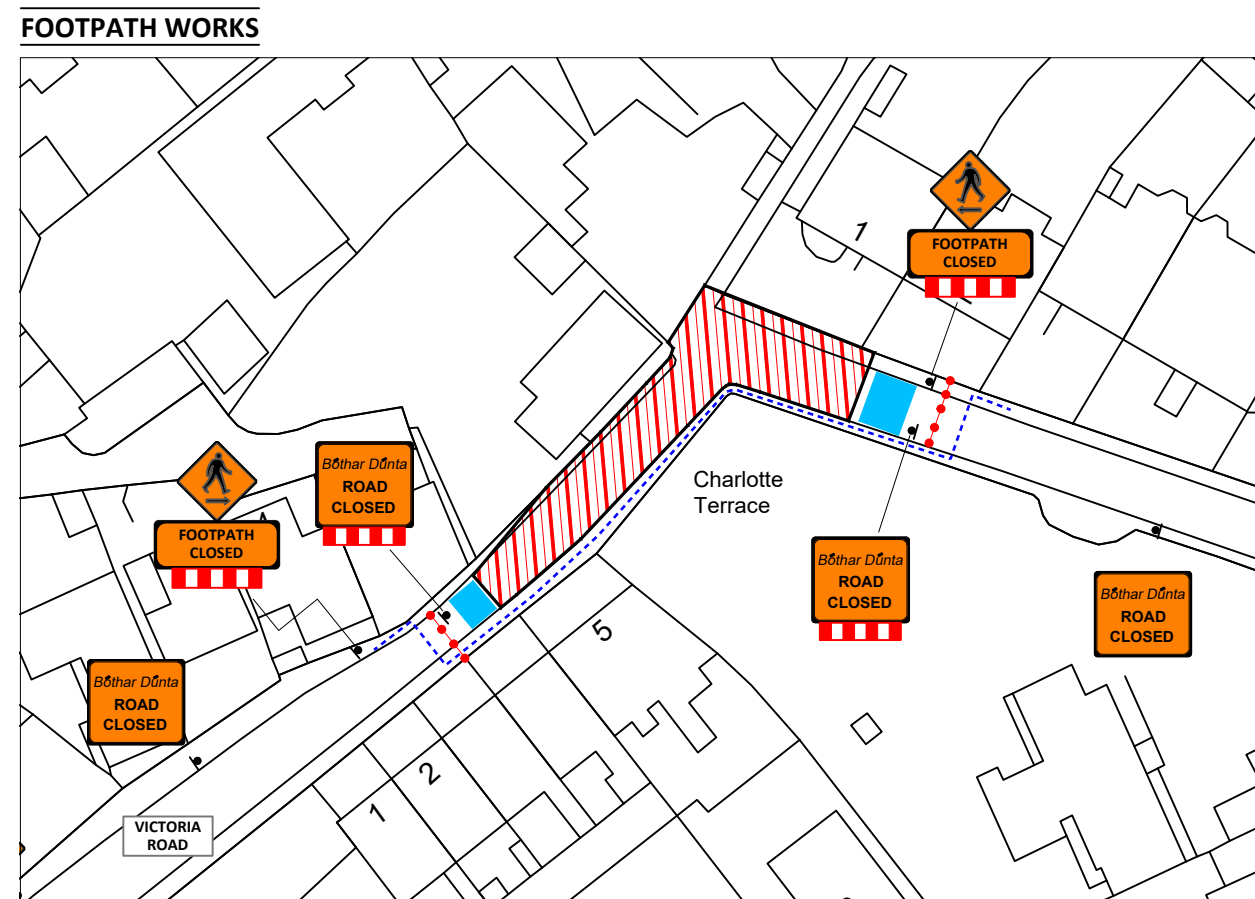 FOOTPATH WORKS
1
FOOTPATH
CLOSED
Bóthar Dúnta
ROAD
CLOSED
FOOTPATH
CLOSED
Charlotte
Terrace
Bóthar Dúnta
ROAD
CLOSED
Bóthar Dúnta
ROAD
CLOSED
5
Bóthar Dúnta
ROAD
CLOSED
2
1
VICTORIA
ROAD